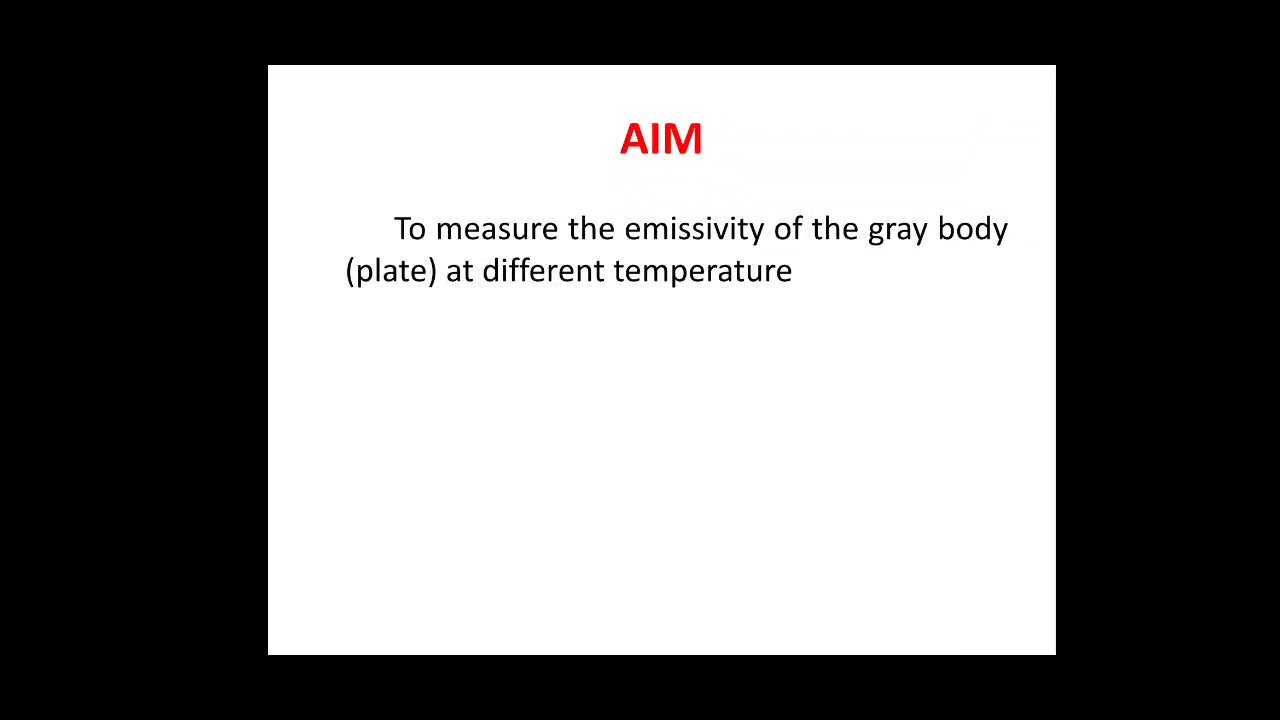 AIM
To measure the emissivity of the gray body
(plate) at different temperature